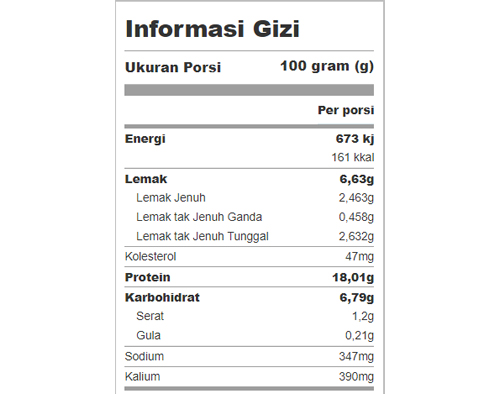 Informasi Gizi
Ukuran Porsi 100 gram (g)
Per porsi
Energi 673 kj
161 kkal
Lemak 6,63g
Lemak Jenuh 2,463g
Lemak tak Jenuh Ganda 0,458g
Lemak tak Jenuh Tunggal 2,632g
Kolesterol 47mg
Protein 18,01g
Karbohidrat 6,79g
Serat 1,2g
Gula 0,21g
Sodium 347mg
Kalium 390mg